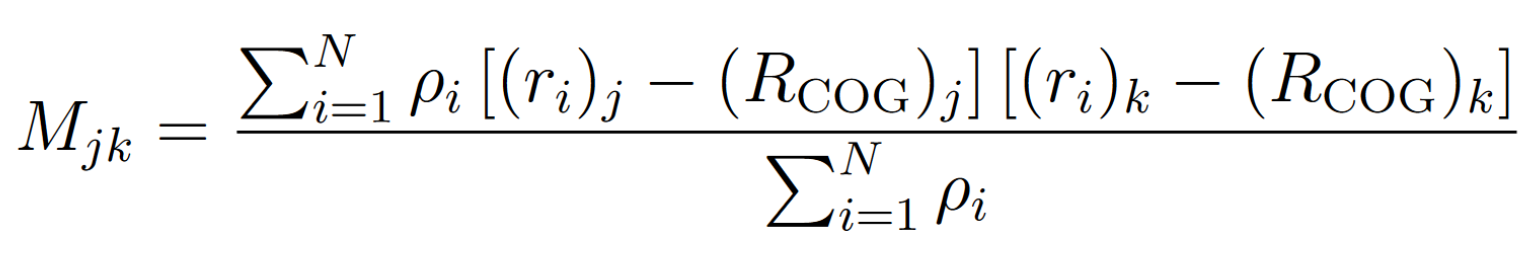 M_{jk} = \frac{\sum_{i=1}^{N} \rho_i \left[(r_i)_j - (R_{\mathrm{COG}})_j\right] \left[(r_i)_k - (R_{\mathrm{COG}})_k\right]}{\sum_{i=1}^{N} \rho_i}